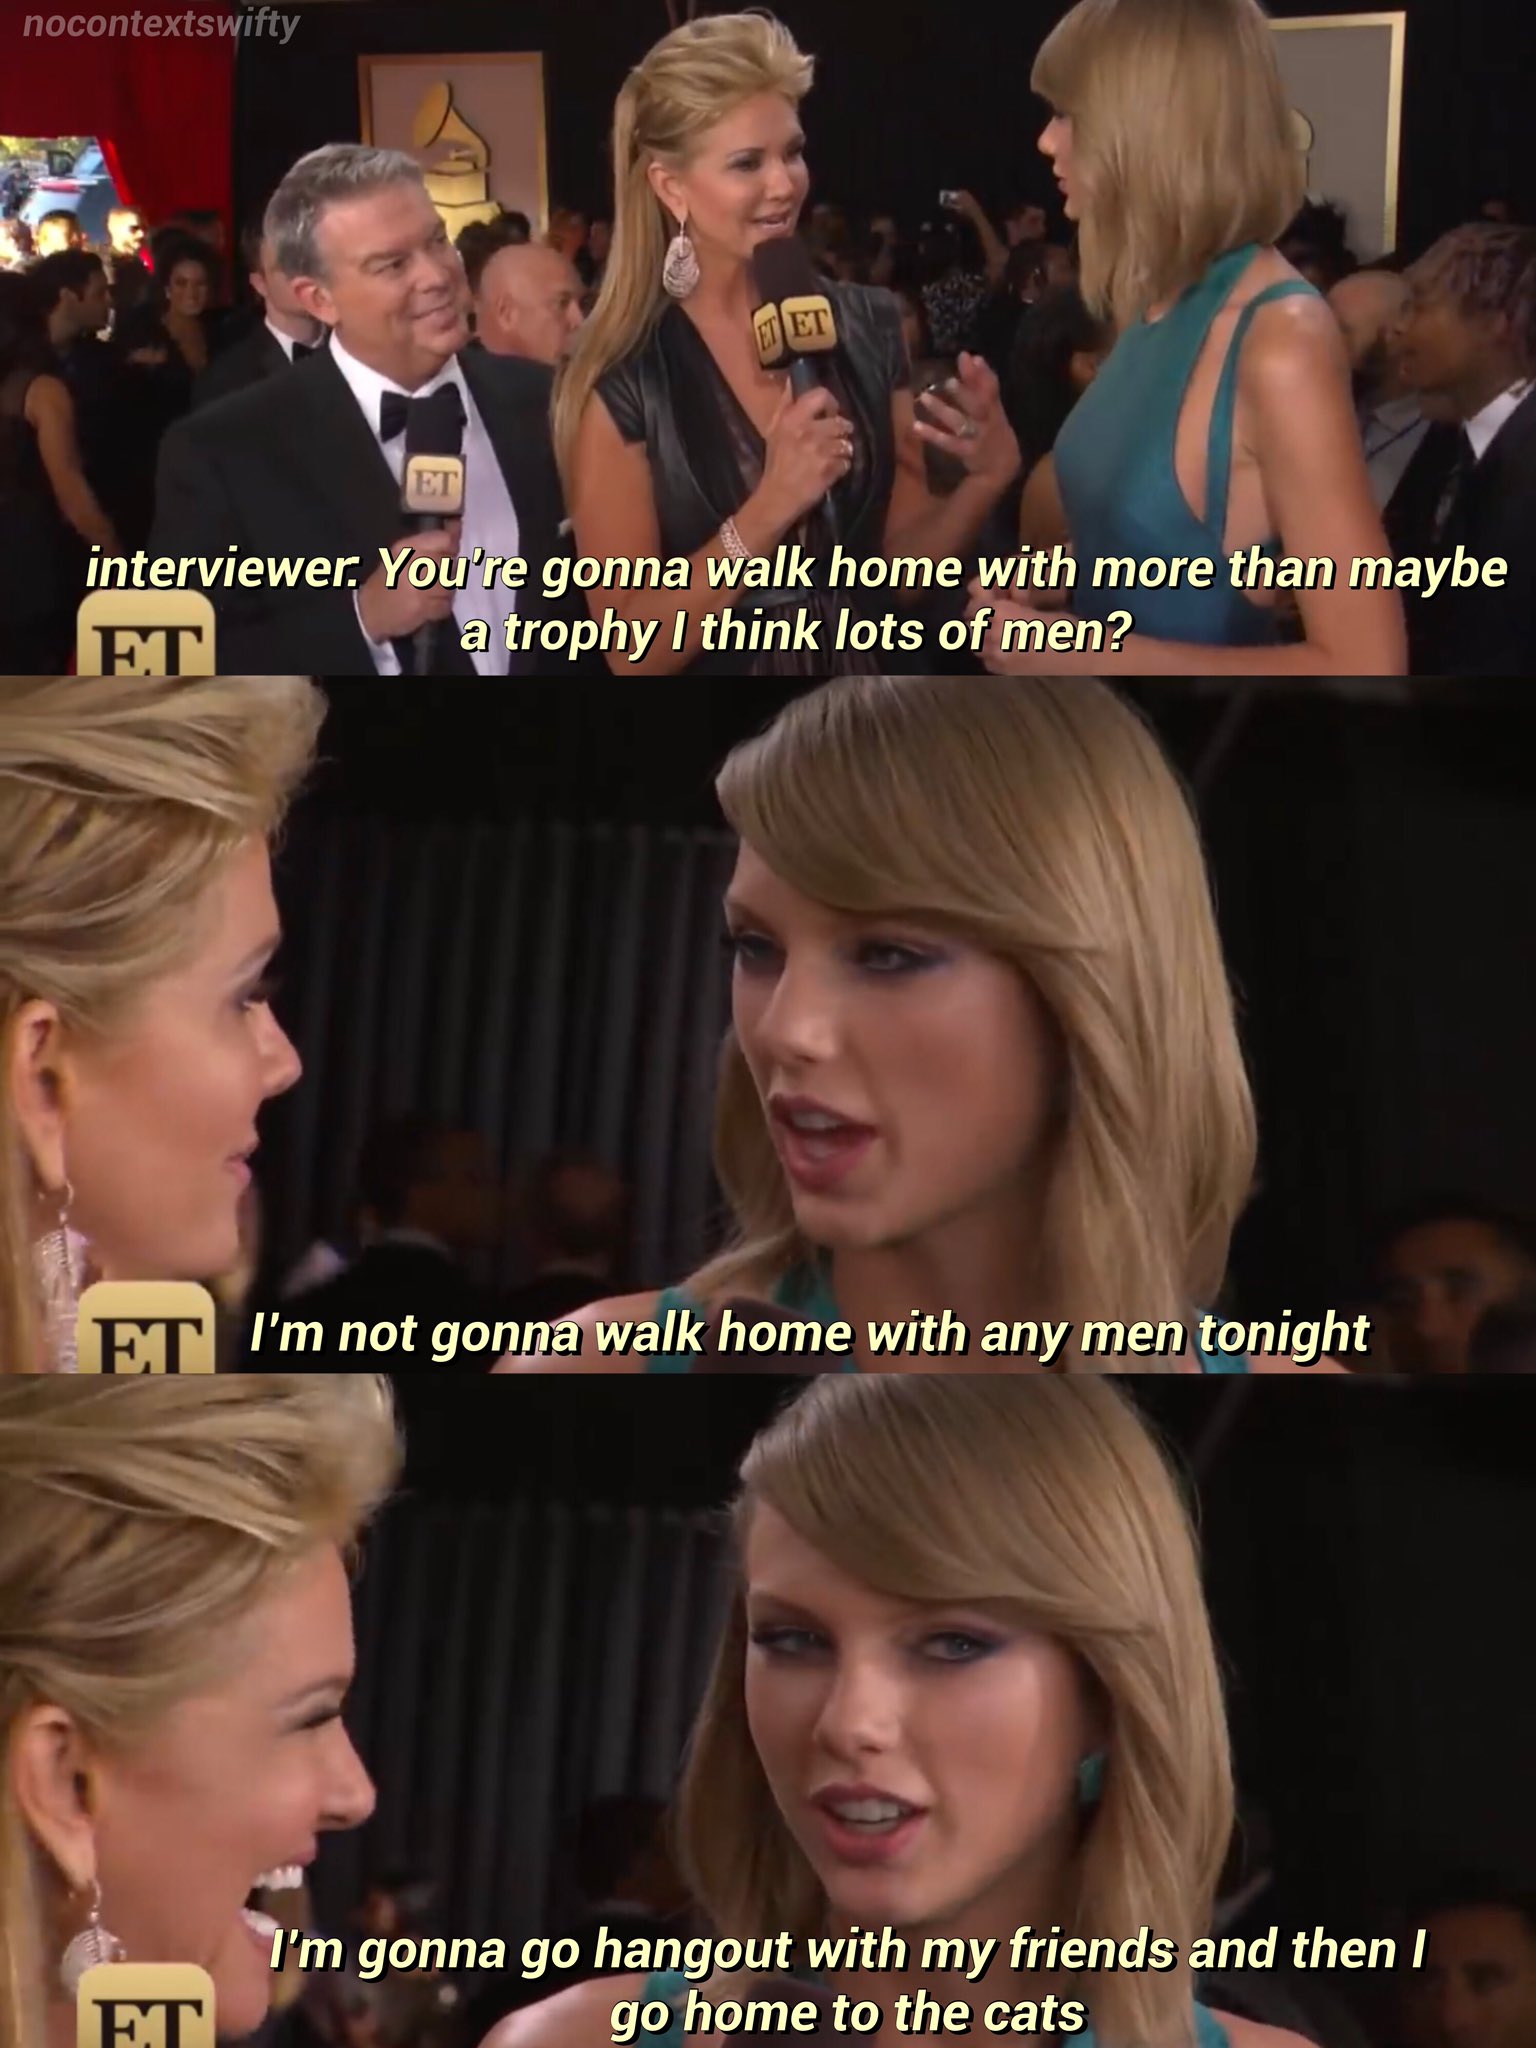 nocontextswifty
ET ET
ET
interviewer: You're gonna walk home with more than maybe
a trophy I think lots of men?
ET
I'm not gonna walk home with any men tonight
ET
I'm gonna go hangout with my friends and then I
go home to the cats
ET